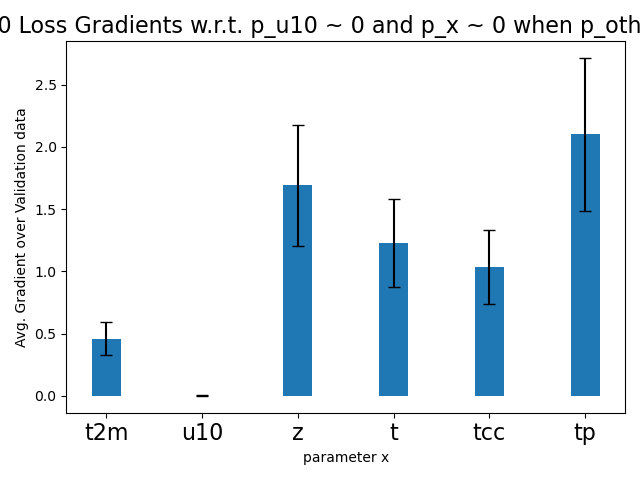 0 Loss Gradients w.r.t. p_u10 ~ 0 and p_x ~ 0 when p_oth
Avg. Gradient over Validation data
2.5
2.0
1.5
1.0
0.5
0.0
t2m u10 z t tcc tp
parameter x